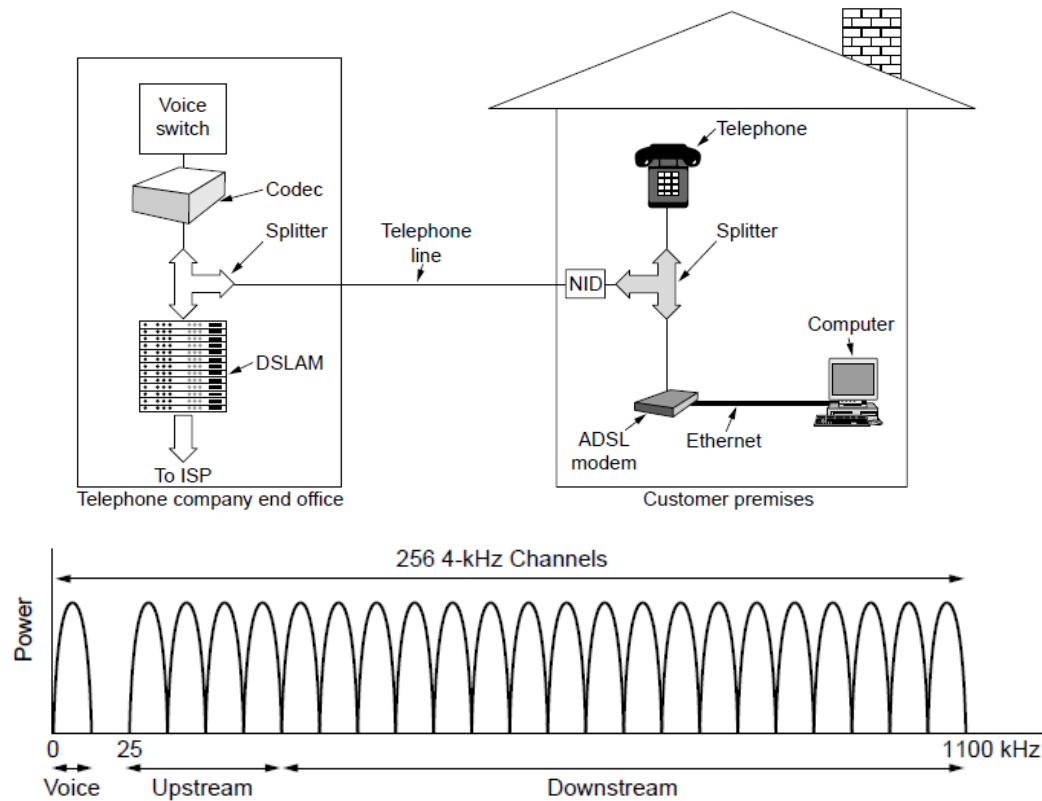 Voice
switch
Codec
Splitter
DSLAM
To ISP
Telephone company end office
Telephone
line
NID
Telephone
Splitter
Computer
ADSL
modem
Ethernet
Customer premises
256 4-kHz Channels
Power
0
25
1100 kHz
Voice
Upstream
Downstream